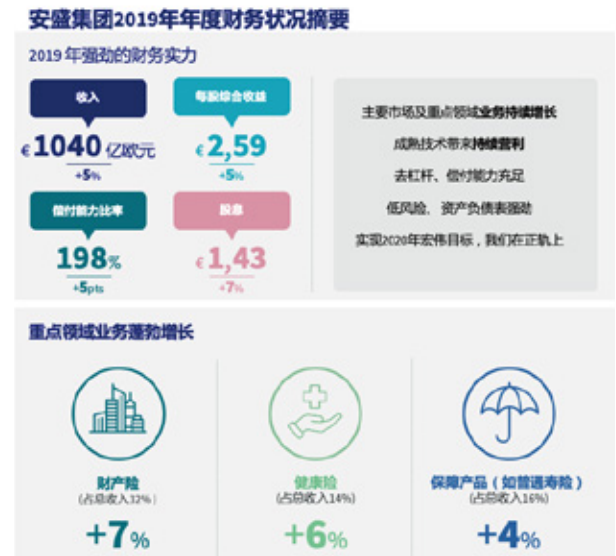 安盛集团2019年年度财务状况摘要
2019 年强劲的财务实力
收入
€ 1040 亿欧元
+5%
每股综合收益
€ 2,59
+5%
偿付能力比率
198%
+5pts
股息
€ 1,43
+7%
主要市场及重点领域业务持续增长
成熟技术带来持续营利
去杠杆、偿付能力充足
低风险、资产负债表强劲
实现2020年宏伟目标，我们在正轨上
重点领域业务蓬勃增长
财产险
(占总收入32%)
+7%
健康险
(占总收入14%)
+6%
保障产品（如普通寿险）
(占总收入16%)
+4%